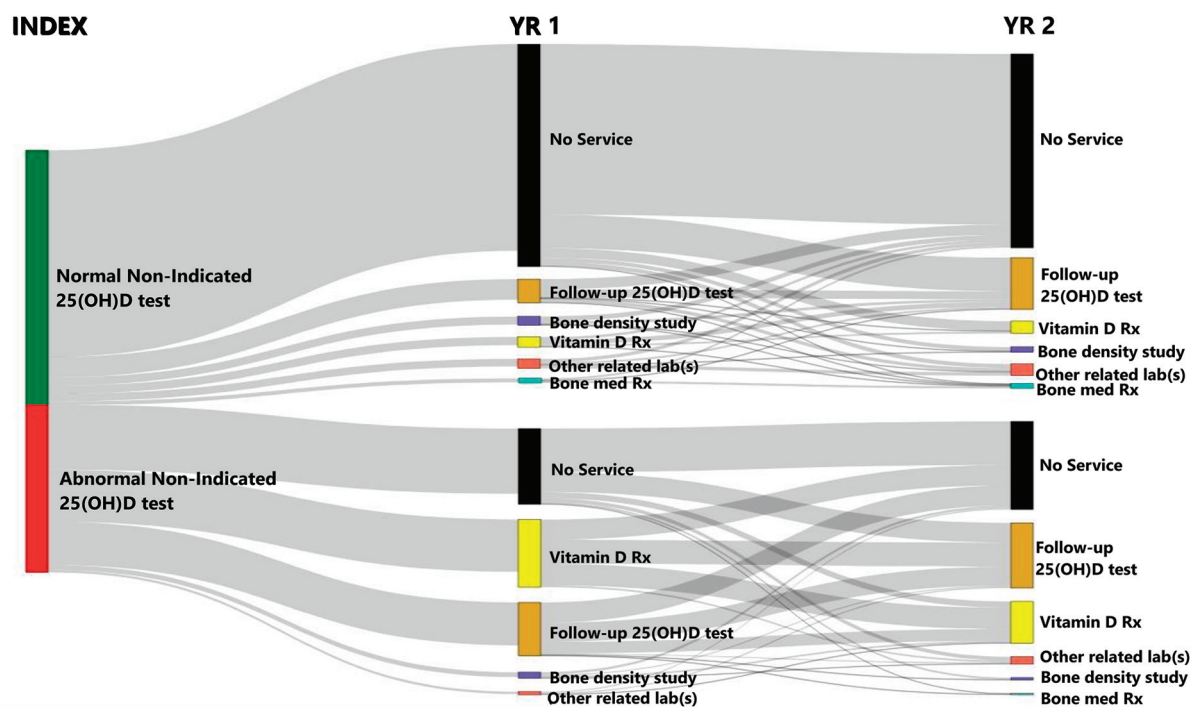 INDEX
YR 1
YR 2
No Service
No Service
Normal Non-Indicated
25(OH)D test
Follow-up 25(OH)D test
Bone density study
Vitamin D Rx
Other related lab(s)
Bone med Rx
Follow-up
25(OH)D test
Vitamin D Rx
Bone density study
Other related lab(s)
Bone med Rx
Abnormal Non-Indicated
25(OH)D test
No Service
Vitamin D Rx
Follow-up 25(OH)D test
Bone density study
Other related lab(s)
No Service
Follow-up
25(OH)D test
Vitamin D Rx
Other related lab(s)
Bone density study
Bone med Rx